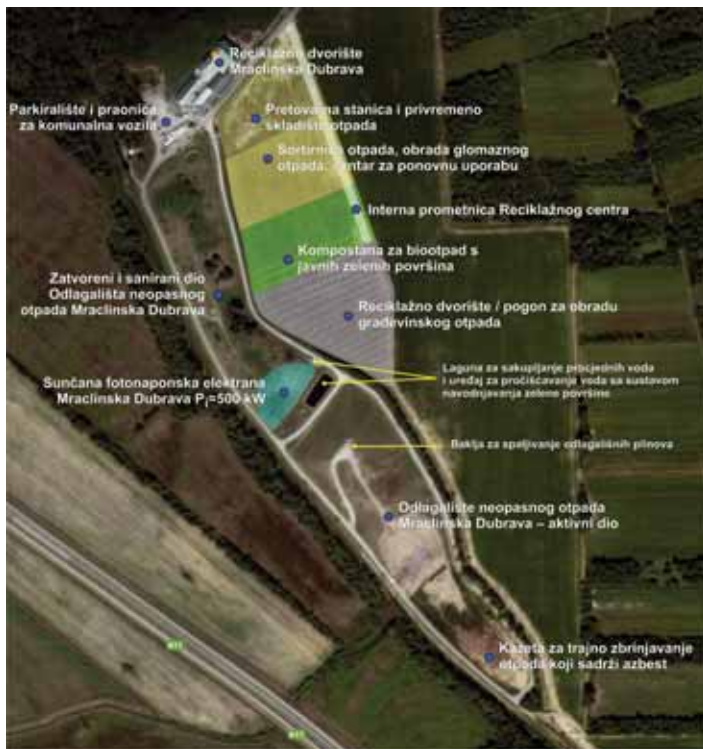 Reciklažno dvorište
Mraclinska Dubrava
Parkiralište i praonica
za komunalna vozila
Pretovarna stanica i privremeno
skladište otpada
Sortirnica otpada, obrada glomaznog
otpada, centar za ponovnu uporabu
Interna prometnica Reciklažnog centra
Kompostana za biootpad s
javnih zelenih površina
Zatvoreni i sanirani dio
Odlagališta neopasnog
otpada Mraclinska Dubrava
Reciklažno dvorište / pogon za obradu
građevinskog otpada
Laguna za sakupljanje procjednih voda
i uređaj za pročišćavanje voda sa sustavom
navodnjavanja zelene površine
Sunčana fotonaponska elektrana
Mraclinska Dubrava Pi=500 kW
Baklja za spaljivanje odlagališnih plinova
Odlagalište neopasnog otpada
Mraclinska Dubrava – aktivni dio
Kazeta za trajno zbrinjavanje
otpada koji sadrži azbest